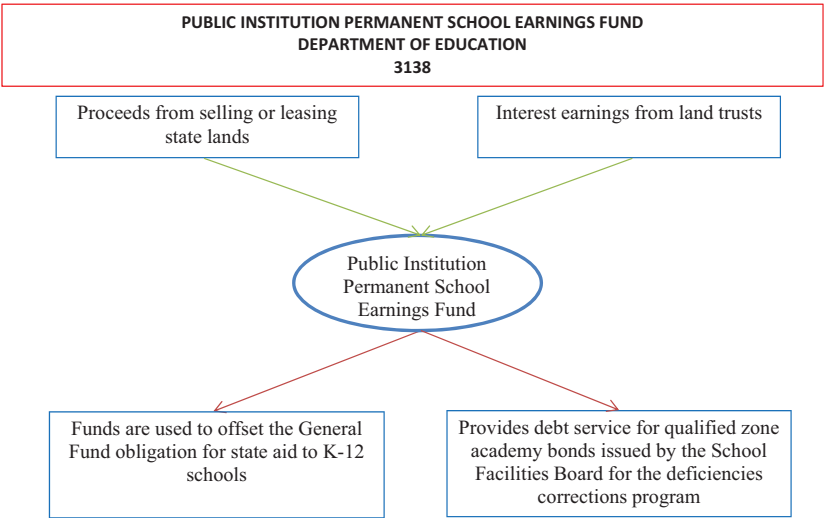 PUBLIC INSTITUTION PERMANENT SCHOOL EARNINGS FUND
DEPARTMENT OF EDUCATION
3138
Proceeds from selling or leasing
state lands
Interest earnings from land trusts
Public Institution
Permanent School
Earnings Fund
Funds are used to offset the General
Fund obligation for state aid to K-12
schools
Provides debt service for qualified zone
academy bonds issued by the School
Facilities Board for the deficiencies
corrections program